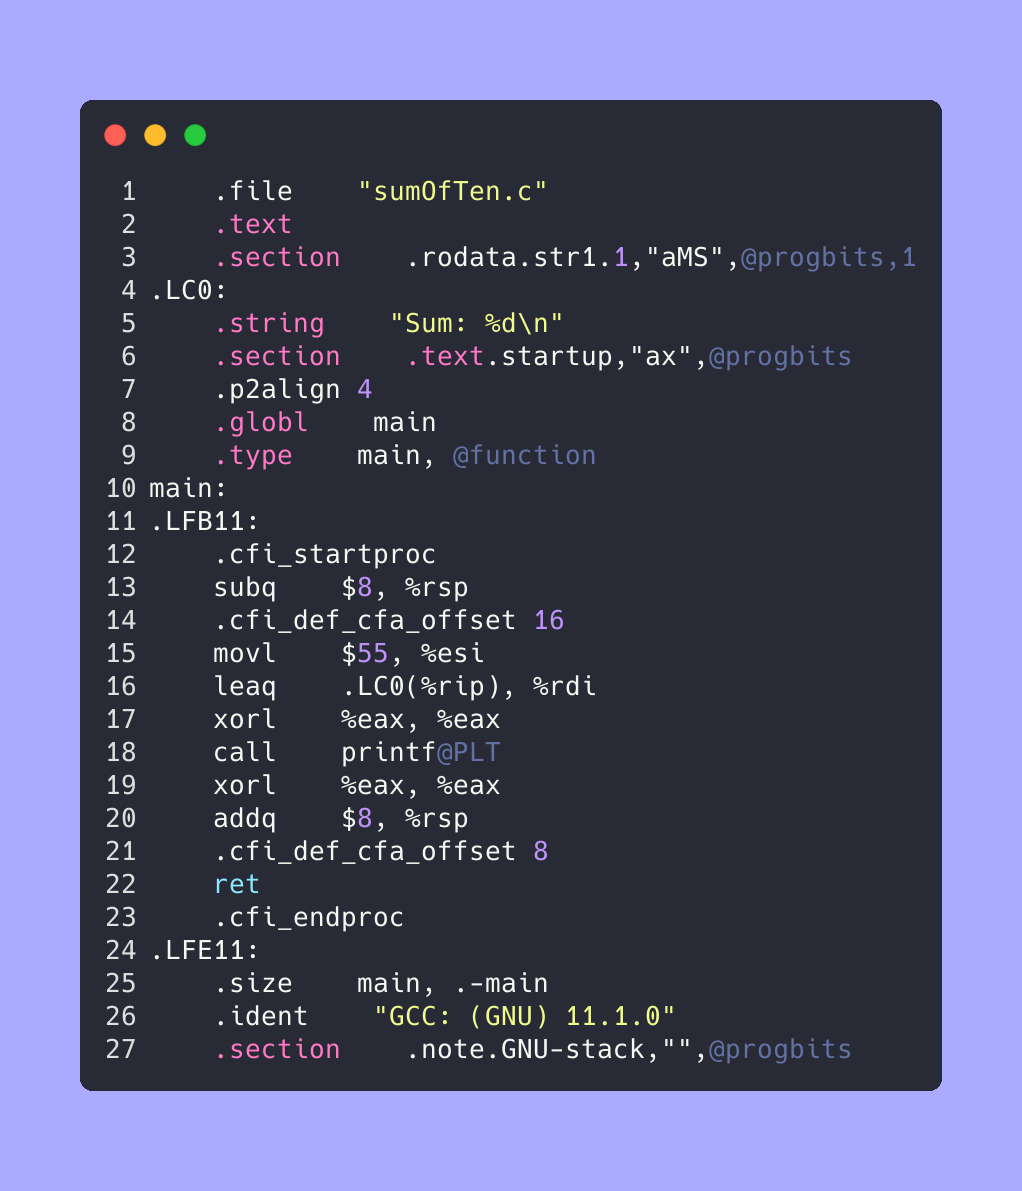 1     .file    "sumOfTen.c"
2     .text
3     .section    .rodata.str1.1,"aMS",@progbits,1
4 .LC0:
5     .string    "Sum: %d\n"
6     .section    .text.startup,"ax",@progbits
7     .p2align 4
8     .globl    main
9     .type    main, @function
10 main:
11 .LFB11:
12     .cfi_startproc
13     subq    $8, %rsp
14     .cfi_def_cfa_offset 16
15     movl    $55, %esi
16     leaq    .LC0(%rip), %rdi
17     xorl    %eax, %eax
18     call    printf@PLT
19     xorl    %eax, %eax
20     addq    $8, %rsp
21     .cfi_def_cfa_offset 8
22     ret
23     .cfi_endproc
24 .LFE11:
25     .size    main, .-main
26     .ident    "GCC: (GNU) 11.1.0"
27     .section    .note.GNU-stack,"",@progbits